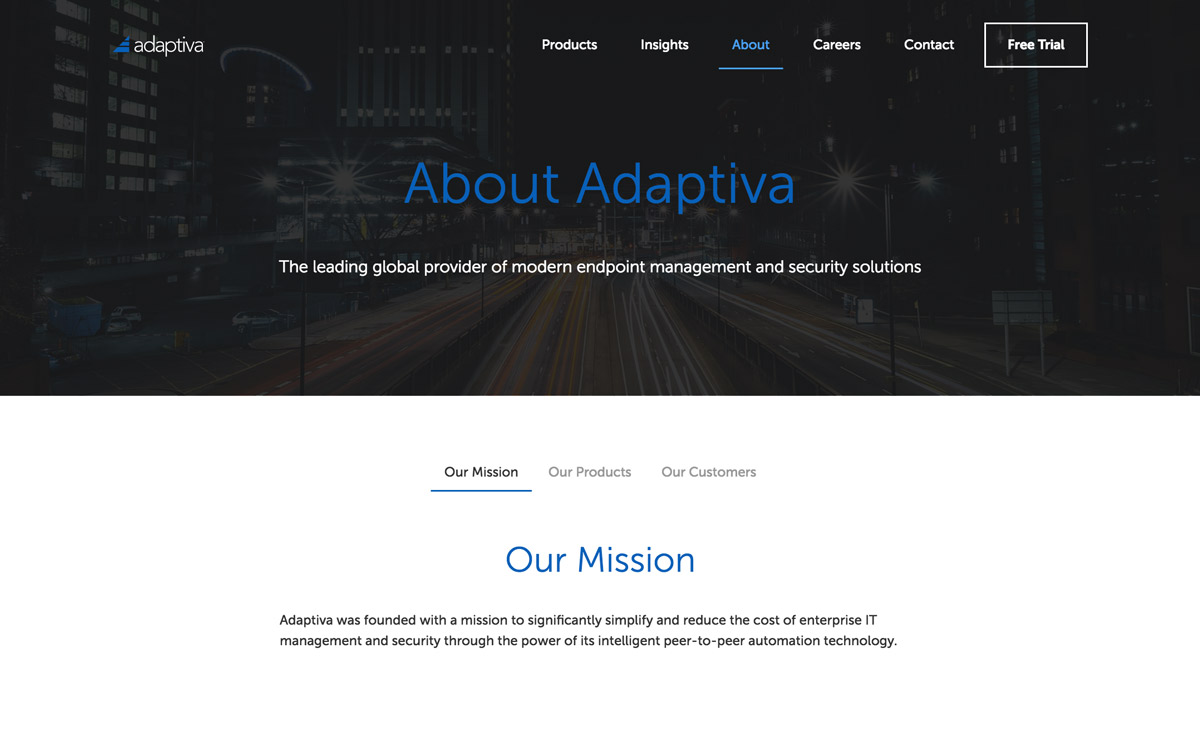 adaptiva
Products
Insights
About
Careers
Contact
Free Trial
About Adaptiva
The leading global provider of modern endpoint management and security solutions
Our Mission
Our Products
Our Customers
Our Mission
Adaptiva was founded with a mission to significantly simplify and reduce the cost of enterprise IT
management and security through the power of its intelligent peer-to-peer automation technology.